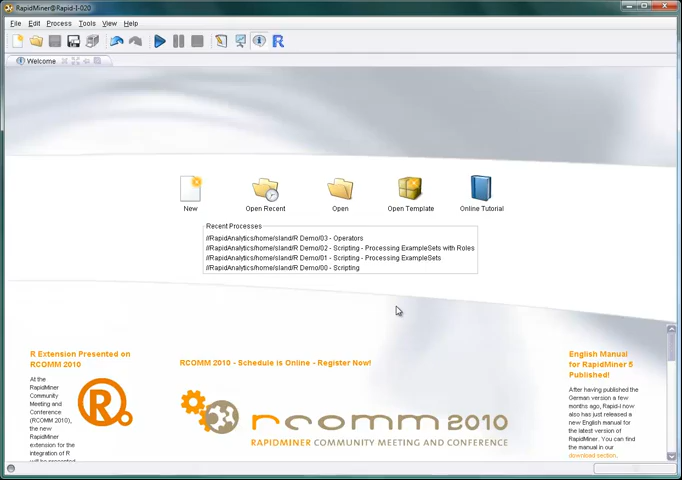 RapidMiner@Rapid-I-020
File Edit Process Tools View Help
Welcome
New
Open Recent
Open
Open Template
Online Tutorial
Recent Processes
//RapidAnalytics/home/sland/R Demo/03 - Operators
//RapidAnalytics/home/sland/R Demo/02 - Scripting - Processing ExampleSets with Roles
//RapidAnalytics/home/sland/R Demo/01 - Scripting - Processing ExampleSets
//RapidAnalytics/home/sland/R Demo/00 - Scripting
R Extension Presented on
RCOMM 2010
At the
RapidMiner
Community
Meeting and
Conference
(RCOMM 2010),
the new
RapidMiner
extension for the
integration of R
will be presented
RCOMM 2010 - Schedule is Online - Register Now!
rcomm 2010
RAPIDMINER COMMUNITY MEETING AND CONFERENCE
English Manual
for RapidMiner 5
Published!
After having published the
German version a few
months ago, Rapid-I now
also has just released a
new English manual for
the latest version of
RapidMiner. You can find
the manual in our
download section.